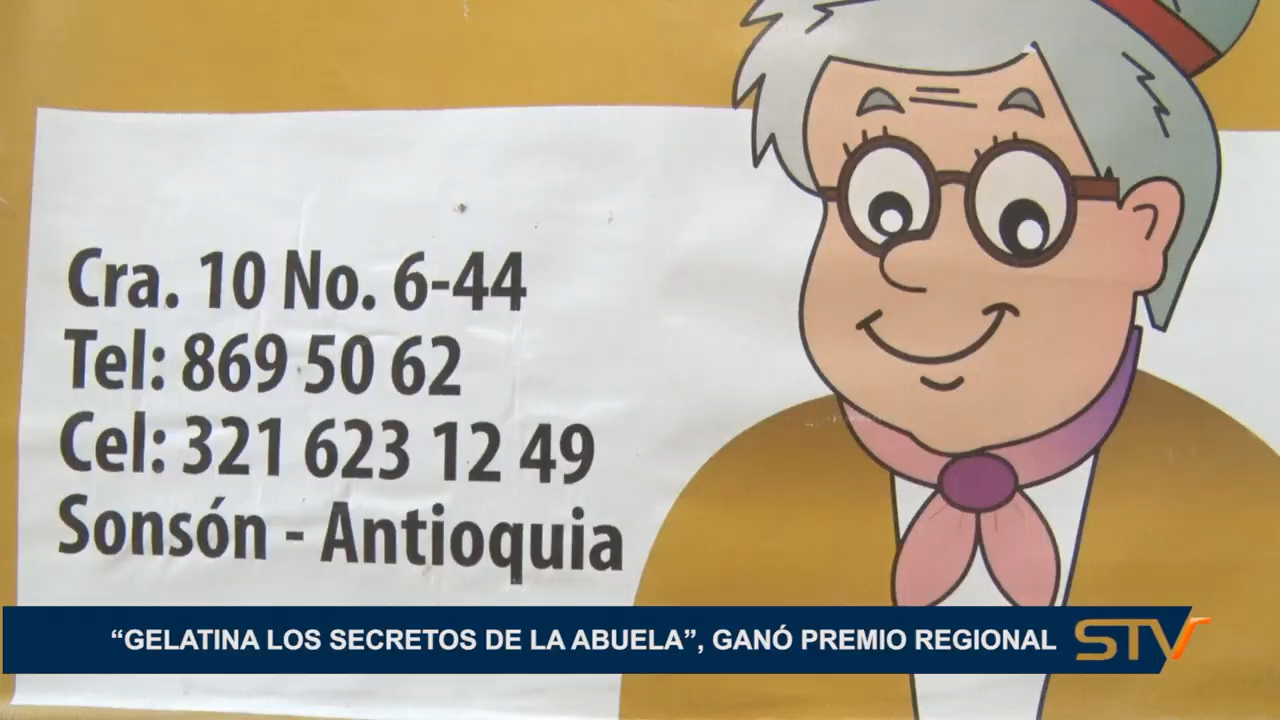 Cra. 10 No. 6-44
Tel: 869 50 62
Cel: 321 623 12 49
Sonsón - Antioquia
“GELATINA LOS SECRETOS DE LA ABUELA”, GANÓ PREMIO REGIONAL STV